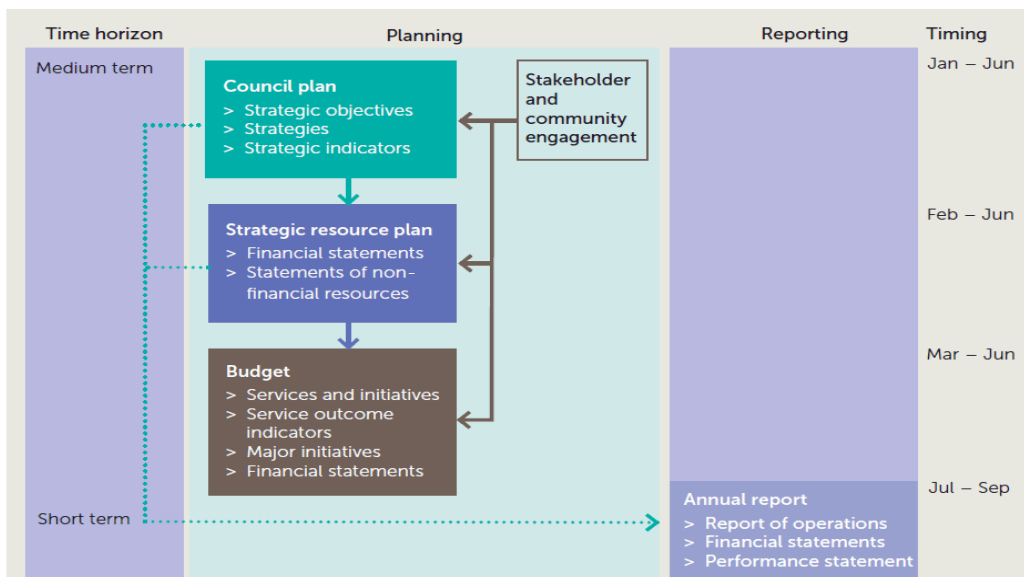 Time horizon
Planning
Reporting
Timing
Medium term
Council plan
> Strategic objectives
> Strategies
> Strategic indicators
Stakeholder
and
community
engagement
Jan – Jun
Strategic resource plan
> Financial statements
> Statements of non-
financial resources
Feb – Jun
Budget
> Services and initiatives
> Service outcome
indicators
> Major initiatives
> Financial statements
Mar – Jun
Short term
Annual report
> Report of operations
> Financial statements
> Performance statement
Jul – Sep